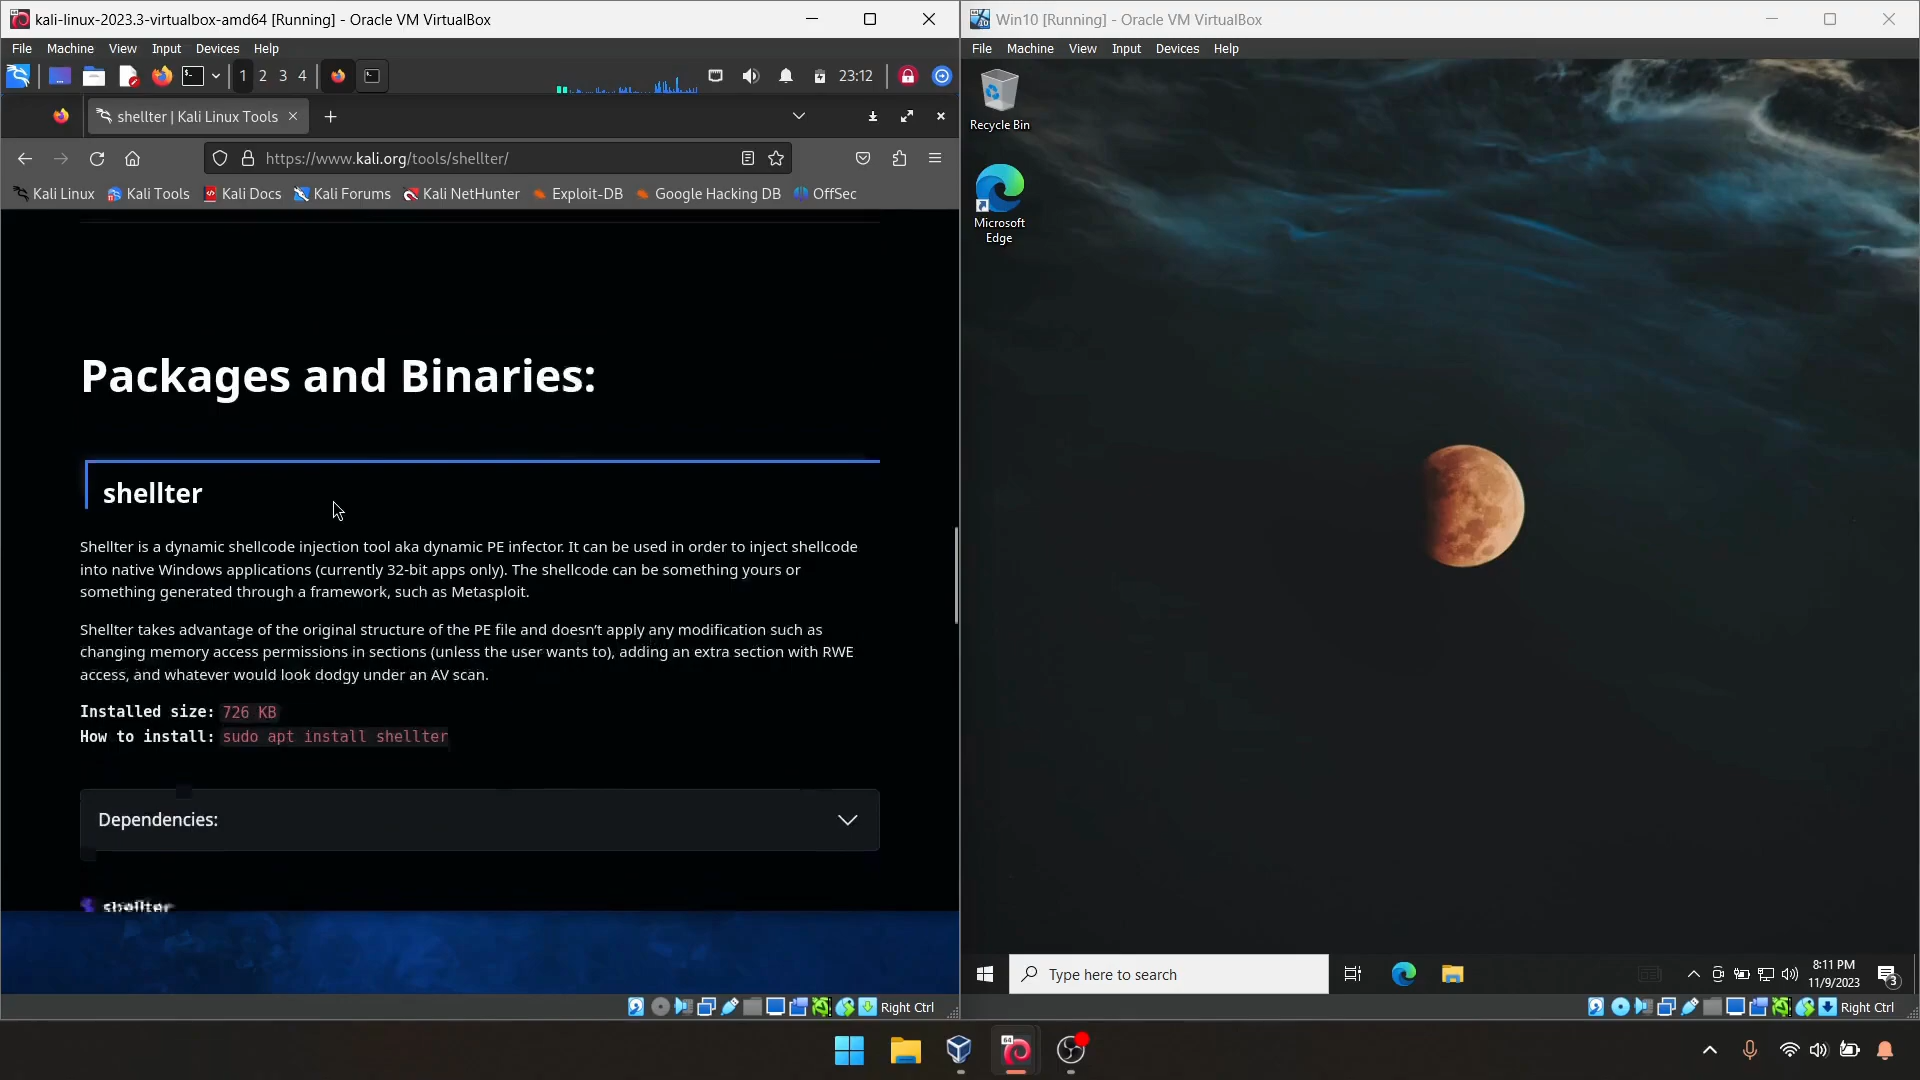 kali-linux-2023.3-virtualbox-amd64 [Running] - Oracle VM VirtualBox
File Machine View Input Devices Help
1 2 3 4
23:12
shellter | Kali Linux Tools
https://www.kali.org/tools/shellter/
Kali Linux Kali Tools Kali Docs Kali Forums Kali NetHunter Exploit-DB Google Hacking DB OffSec
Packages and Binaries:
shellter
Shellter is a dynamic shellcode injection tool aka dynamic PE infector. It can be used in order to inject shellcode
into native Windows applications (currently 32-bit apps only). The shellcode can be something yours or
something generated through a framework, such as Metasploit.
Shellter takes advantage of the original structure of the PE file and doesn’t apply any modification such as
changing memory access permissions in sections (unless the user wants to), adding an extra section with RWE
access, and whatever would look dodgy under an AV scan.
Installed size: 726 KB
How to install: sudo apt install shellter
Dependencies:
shellter
Right Ctrl
Win10 [Running] - Oracle VM VirtualBox
File Machine View Input Devices Help
Recycle Bin
Microsoft
Edge
Type here to search
8:11 PM
11/9/2023
3
Right Ctrl
64